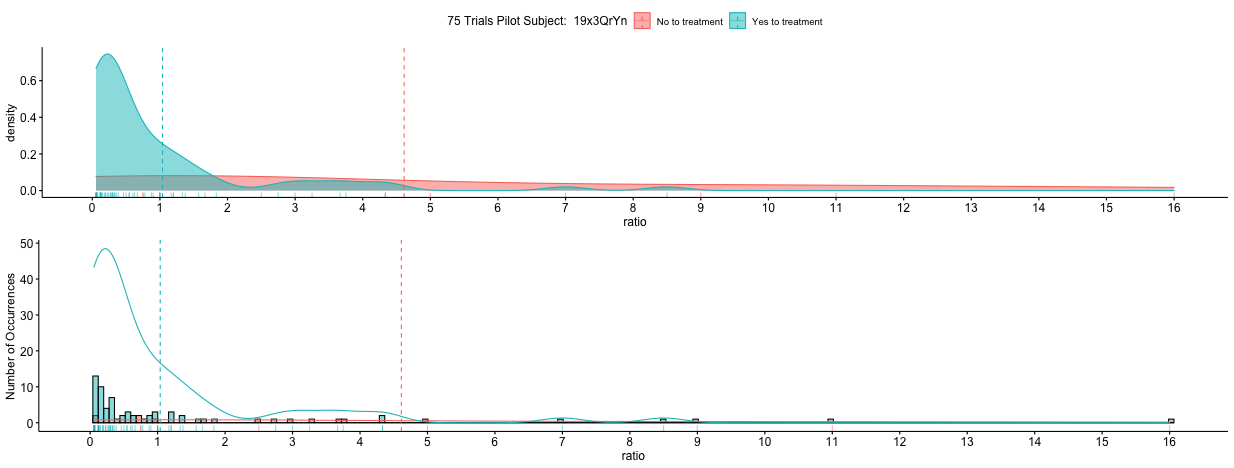 75 Trials Pilot Subject: 19x3QrYn No to treatment Yes to treatment
density
0.6
0.4
0.2
0.0
0 1 2 3 4 5 6 7 8 9 10 11 12 13 14 15 16
ratio
Number of Occurrences
50
40
30
20
10
0
0 1 2 3 4 5 6 7 8 9 10 11 12 13 14 15 16
ratio